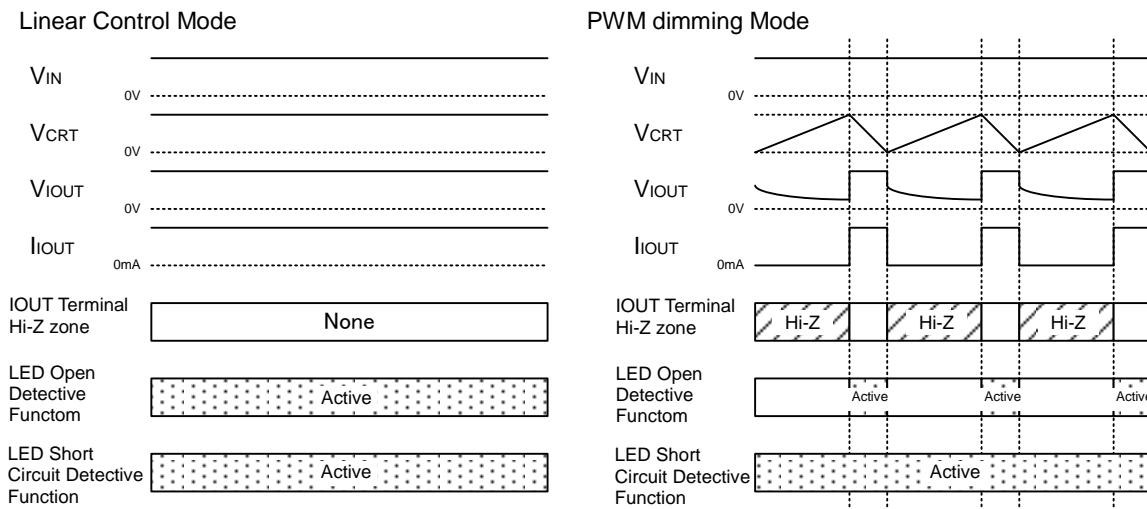 Linear Control Mode
VIN
0V
VCRT
0V
VIOUT
0V
IIOUT
0mA
IOUT Terminal
Hi-Z zone
None
LED Open
Detective
Functom
Active
LED Short
Circuit Detective
Function
Active
PWM dimming Mode
VIN
0V
VCRT
VIOUT
0V
IIOUT
0mA
IOUT Terminal
Hi-Z zone
Hi-Z Hi-Z Hi-Z
LED Open
Detective
Functom
Active Active Active
LED Short
Circuit Detective
Function
Active